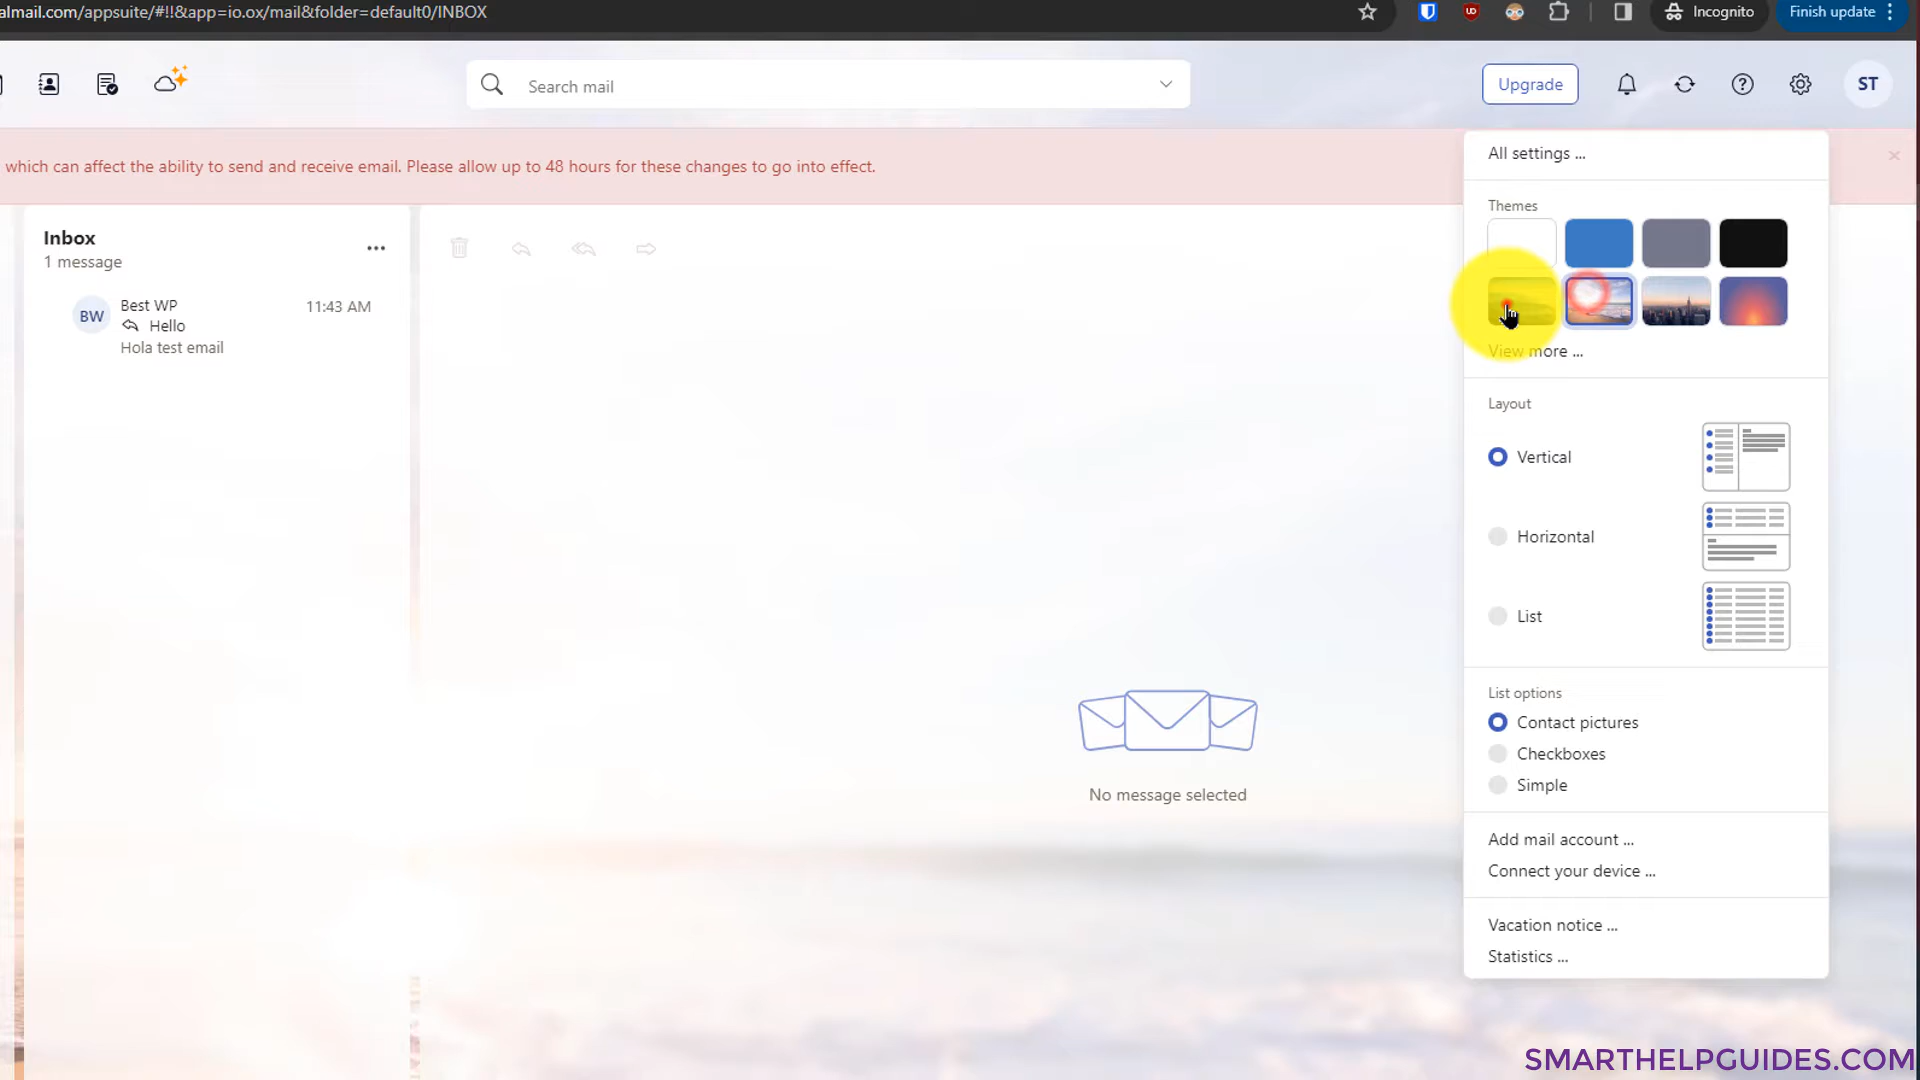 almail.com/appsuite/#!!&app=io.ox/mail&folder=default0/INBOX
Incognito
Finish update
Search mail
Upgrade
ST
which can affect the ability to send and receive email. Please allow up to 48 hours for these changes to go into effect.
All settings ...
Themes
View more ...
Inbox
1 message
BW
Best WP
11:43 AM
Hello
Hola test email
Layout
Vertical
Horizontal
List
List options
Contact pictures
Checkboxes
Simple
No message selected
Add mail account ...
Connect your device ...
Vacation notice ...
Statistics ...
SMARTHELPGUIDES.COM